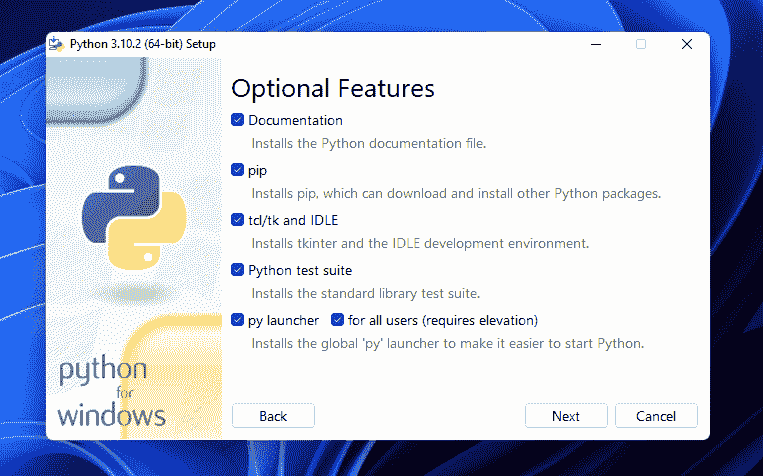 Python 3.10.2 (64-bit) Setup
Optional Features
Documentation
Installs the Python documentation file.
pip
Installs pip, which can download and install other Python packages.
tcl/tk and IDLE
Installs tkinter and the IDLE development environment.
Python test suite
Installs the standard library test suite.
py launcher for all users (requires elevation)
Installs the global 'py' launcher to make it easier to start Python.
python
for
windows
Back Next Cancel